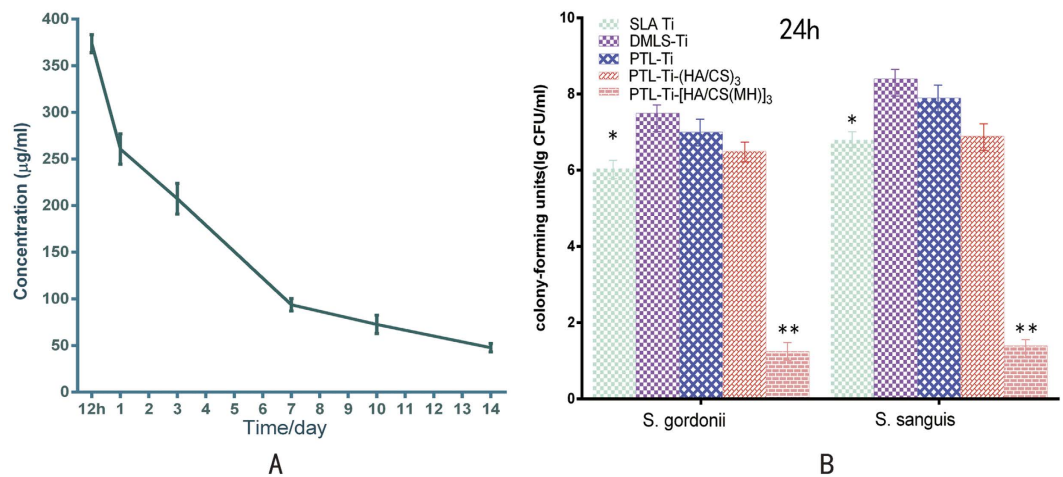 400
350
300
250
200
150
100
50
0
Concentration (μg/ml)
12h 1 2 3 4 5 6 7 8 9 10 11 12 13 14
Time/day
A
10
8
6
4
2
0
colony-forming units(lg CFU/ml)
24h
SLA Ti
DMLS-Ti
PTL-Ti
PTL-Ti-(HA/CS)₃
PTL-Ti-[HA/CS(MH)]₃
* *
** **
S. gordonii S. sanguis
B